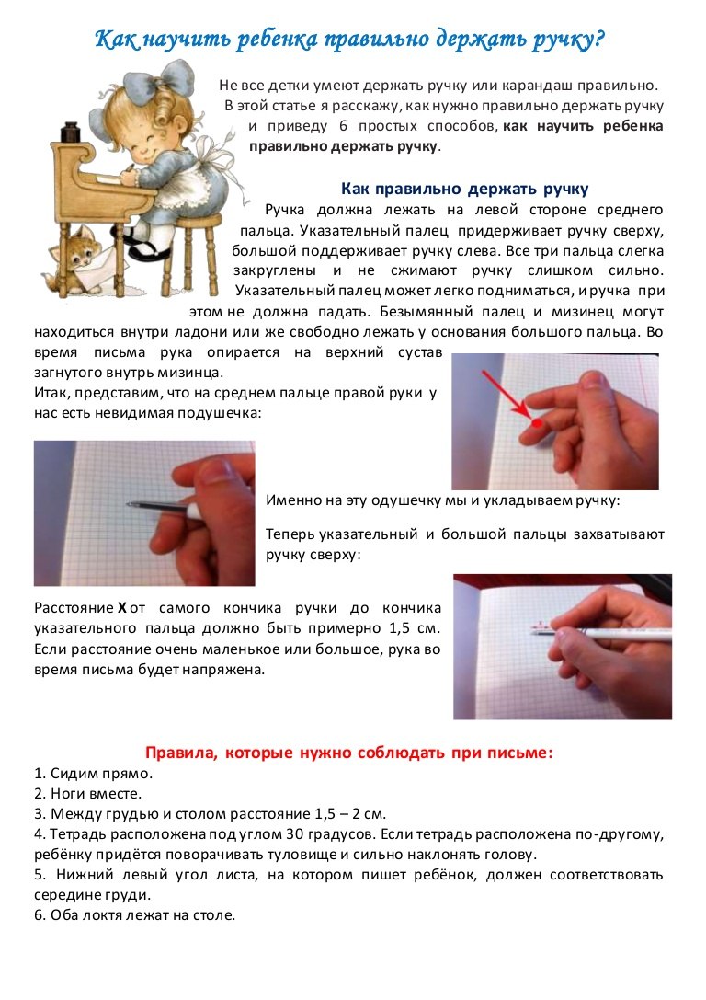 Как научить ребенка правильно держать ручку?
Не все детки умеют держать ручку или карандаш правильно.
В этой статье я расскажу, как нужно правильно держать ручку
и приведу 6 простых способов, как научить ребенка
правильно держать ручку.
Как правильно держать ручку
Ручка должна лежать на левой стороне среднего
пальца. Указательный палец придерживает ручку сверху,
большой поддерживает ручку слева. Все три пальца слегка
закруглены и не сжимают ручку слишком сильно.
Указательный палец может легко подниматься, и ручка при
этом не должна падать. Безымянный палец и мизинец могут
находиться внутри ладони или же свободно лежать у основания большого пальца. Во
время письма рука опирается на верхний сустав
загнутого внутрь мизинца.
Итак, представим, что на среднем пальце правой руки у
нас есть невидимая подушечка:
Именно на эту одушечку мы и укладываем ручку:
Теперь указательный и большой пальцы захватывают
ручку сверху:
Расстояние X от самого кончика ручки до кончика
указательного пальца должно быть примерно 1,5 см.
Если расстояние очень маленькое или большое, рука во
время письма будет напряжена.
x
Правила, которые нужно соблюдать при письме:
1. Сидим прямо.
2. Ноги вместе.
3. Между грудью и столом расстояние 1,5 – 2 см.
4. Тетрадь расположена под углом 30 градусов. Если тетрадь расположена по-другому,
ребёнку придётся поворачивать туловище и сильно наклонять голову.
5. Нижний левый угол листа, на котором пишет ребёнок, должен соответствовать
середине груди.
6. Оба локтя лежат на столе.